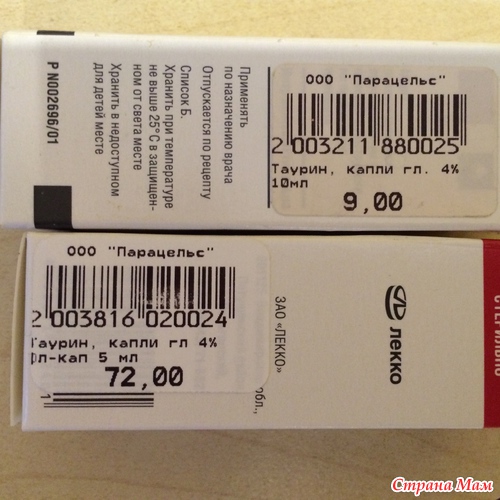 Применять
по назначению врача
Отпускается по рецепту
Список Б.
Хранить при температуре
не выше 25°С в защищен-
ном от света месте
Хранить в недоступном
для детей месте
P N002696/01
ООО "Парацельс"
2 003211 880025
Таурин, капли гл. 4%
10мл
9,00
ООО "Парацельс"
2 003816 020024
Таурин, капли гл 4%
фл-кап 5 мл
72,00
1
обл.,
ЗАО «ЛЕККО»
лекко
СТЕРИЛЬНО
Страна Мам